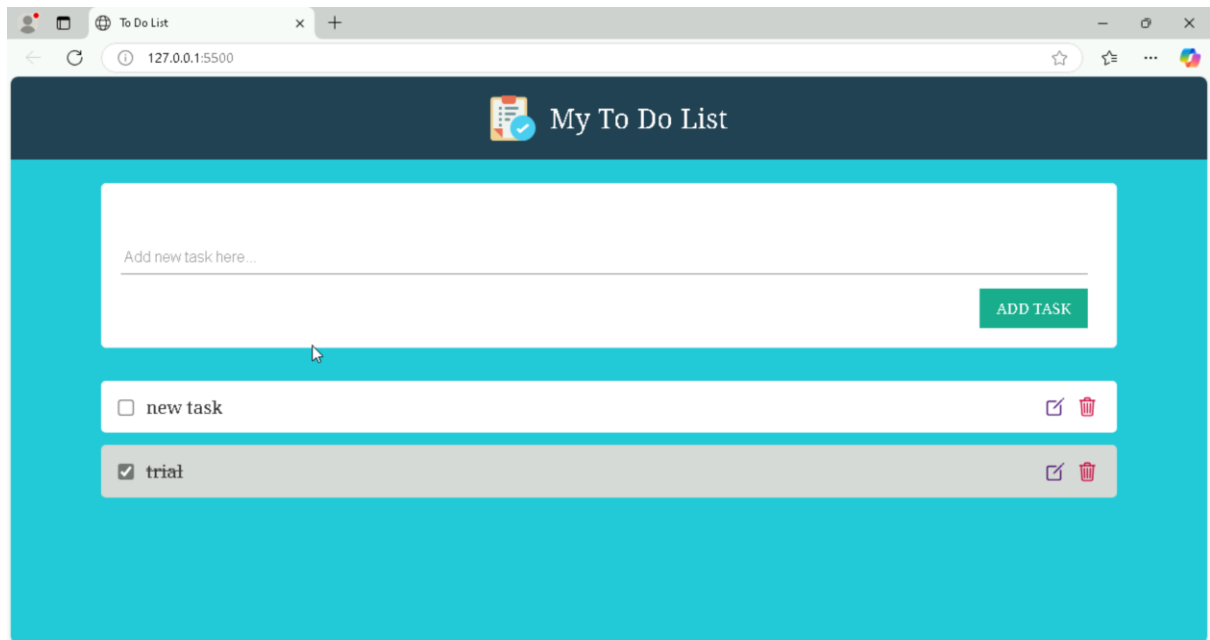 To Do List
127.0.0.1:5500
My To Do List
Add new task here...
ADD TASK
new task
trial